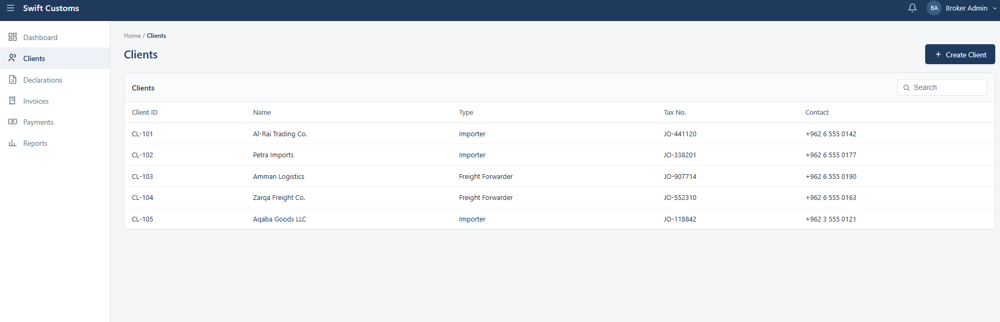 Swift Customs
BA Broker Admin
Dashboard
Clients
Declarations
Invoices
Payments
Reports
Home / Clients
Clients
+ Create Client
Clients
Search
Client ID Name Type Tax No. Contact
CL-101 Al-Rai Trading Co. Importer JO-441120 +962 6 555 0142
CL-102 Petra Imports Importer JO-338201 +962 6 555 0177
CL-103 Amman Logistics Freight Forwarder JO-907714 +962 6 555 0190
CL-104 Zarqa Freight Co. Freight Forwarder JO-552310 +962 6 555 0163
CL-105 Aqaba Goods LLC Importer JO-118842 +962 3 555 0121